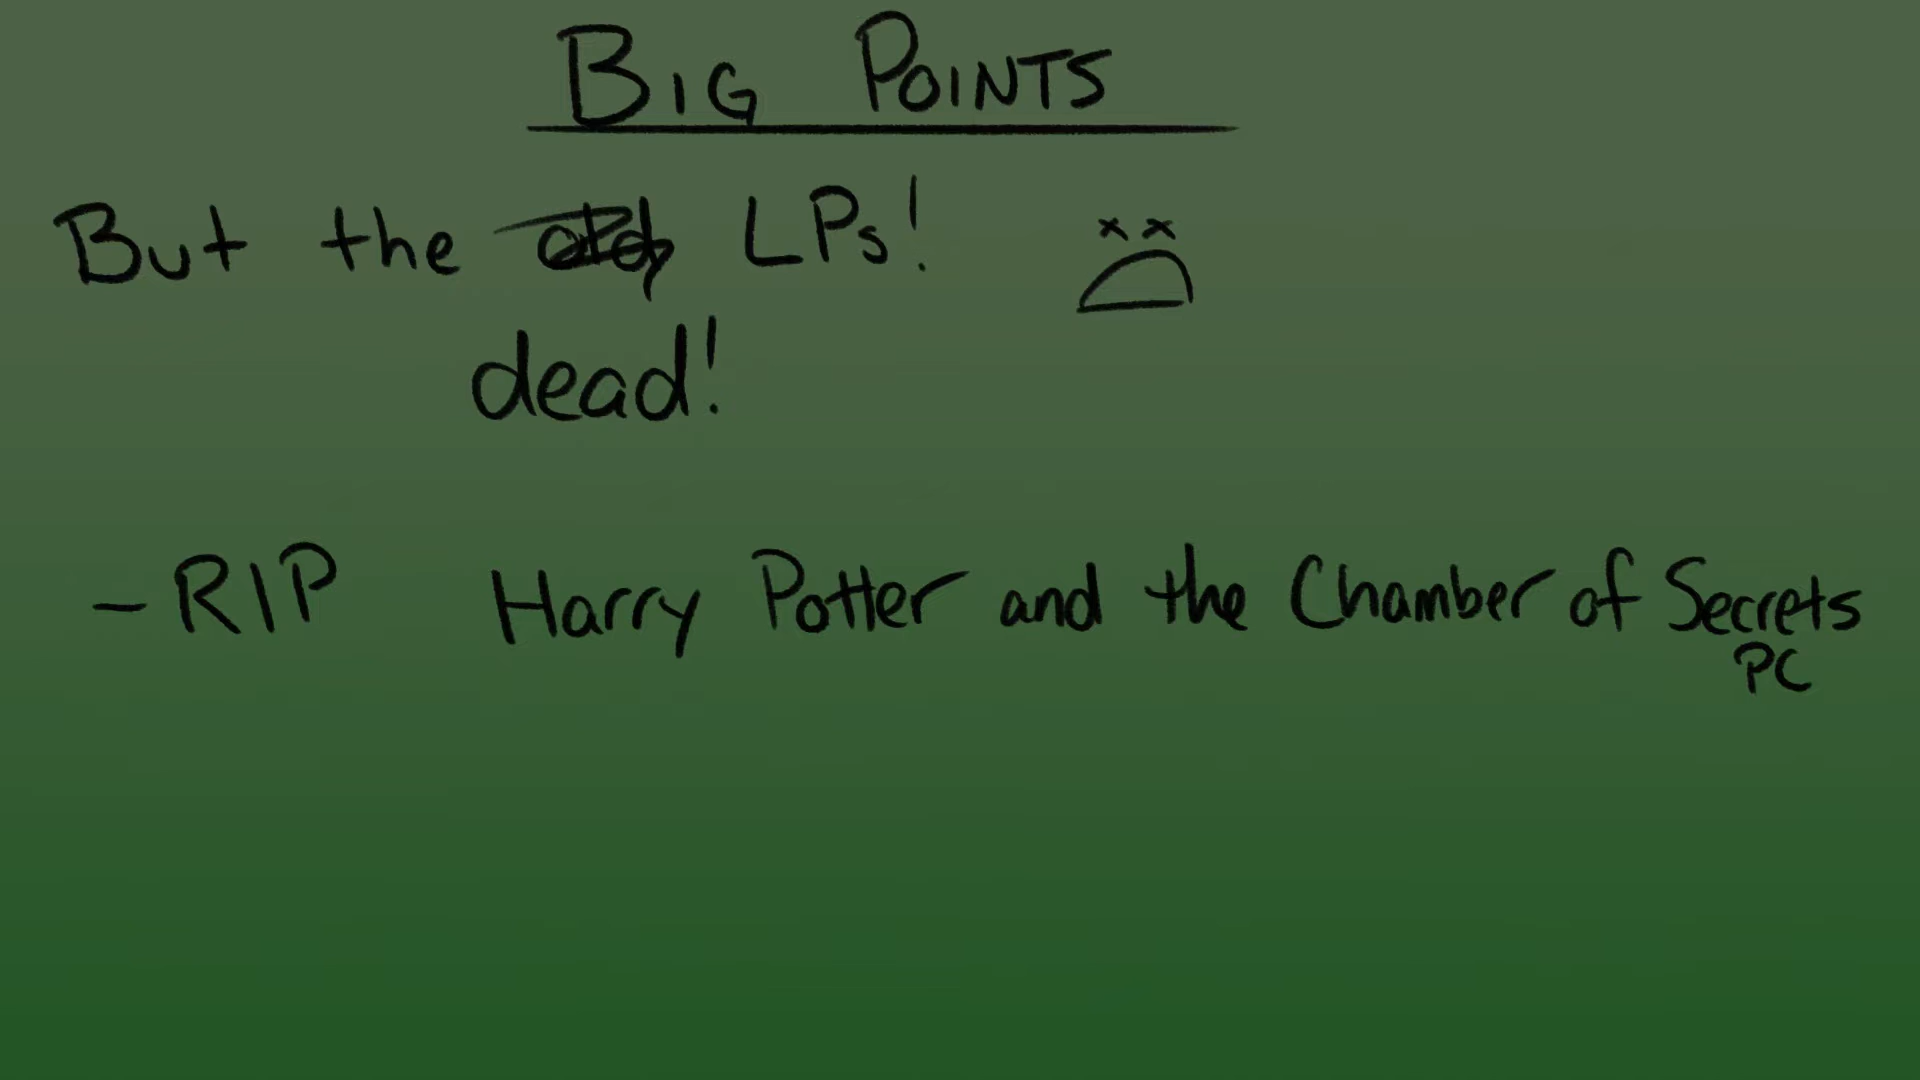 BIG POINTS
But the LPs!
dead!
- RIP Harry Potter and the Chamber of Secrets
PC